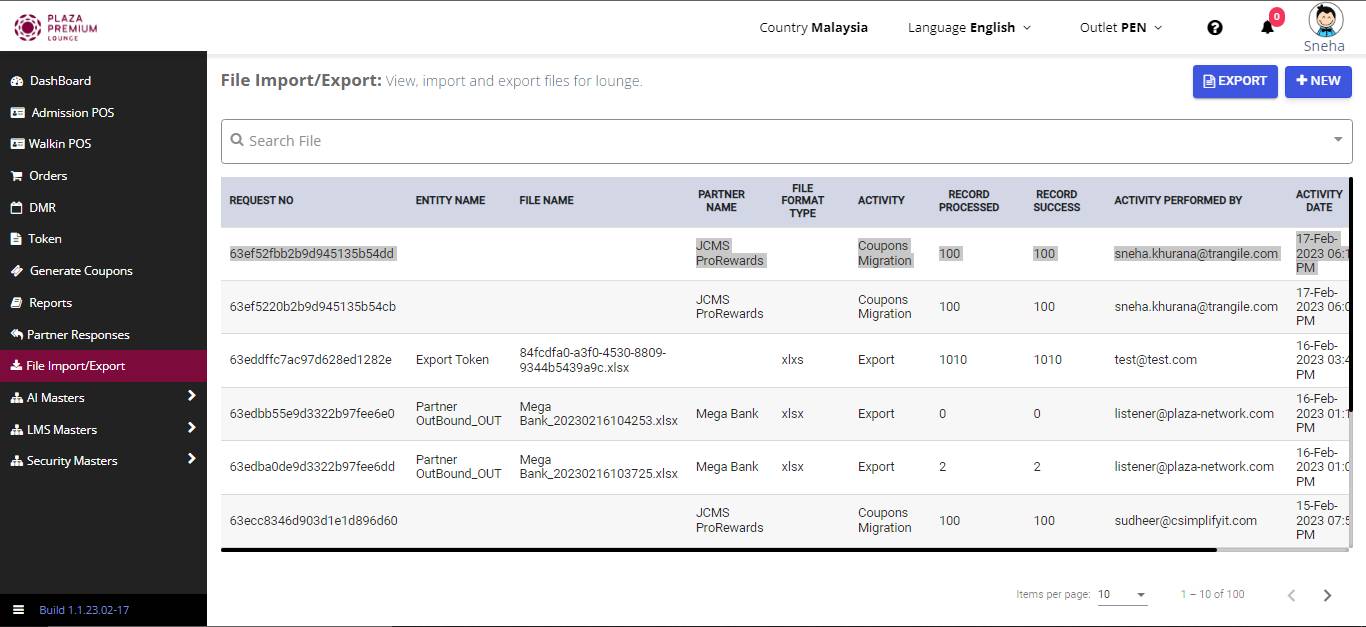 PLAZA
PREMIUM
LOUNGE
Country Malaysia
Language English
Outlet PEN
0
Sneha
DashBoard
Admission POS
Walkin POS
Orders
DMR
Token
Generate Coupons
Reports
Partner Responses
File Import/Export
AI Masters
LMS Masters
Security Masters
Build 1.1.23.02-17
File Import/Export: View, import and export files for lounge.
EXPORT
NEW
Search File
REQUEST NO ENTITY NAME FILE NAME PARTNER NAME FILE FORMAT TYPE ACTIVITY RECORD PROCESSED RECORD SUCCESS ACTIVITY PERFORMED BY ACTIVITY DATE
63ef52fbb2b9d945135b54dd JCMS ProRewards Coupons Migration 100 100 sneha.khurana@trangile.com 17-Feb-2023 06:1 PM
63ef5220b2b9d945135b54cb JCMS ProRewards Coupons Migration 100 100 sneha.khurana@trangile.com 17-Feb-2023 06:0 PM
63eddffc7ac97d628ed1282e Export Token 84fcdfa0-a3f0-4530-8809-9344b5439a9c.xlsx xlxs Export 1010 1010 test@test.com 16-Feb-2023 03:4 PM
63edbb55e9d3322b97fee6e0 Partner OutBound_OUT Mega Bank_20230216104253.xlsx Mega Bank xlsx Export 0 0 listener@plaza-network.com 16-Feb-2023 01:1 PM
63edba0de9d3322b97fee6dd Partner OutBound_OUT Mega Bank_20230216103725.xlsx Mega Bank xlsx Export 2 2 listener@plaza-network.com 16-Feb-2023 01:0 PM
63ecc8346d903d1e1d896d60 JCMS ProRewards Coupons Migration 100 100 sudheer@csimplifyit.com 15-Feb-2023 07:5 PM
Items per page: 10 1 – 10 of 100